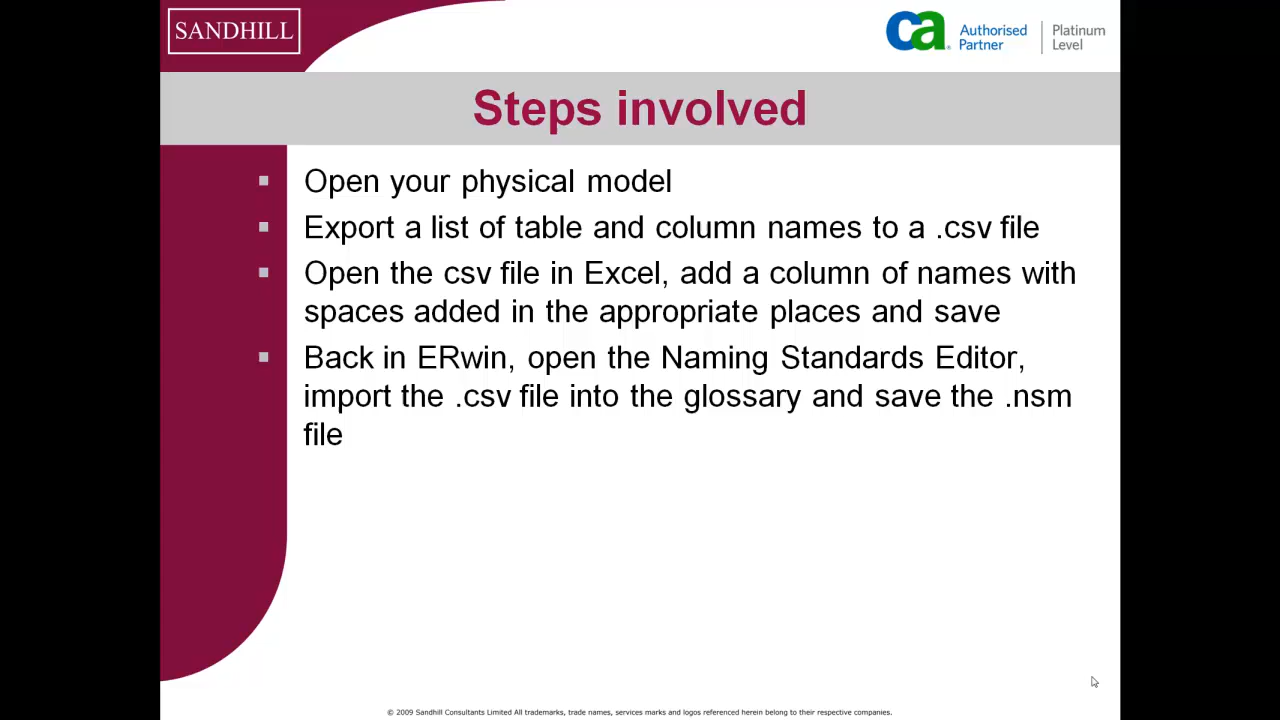 SANDHILL
ca
Authorised
Partner
Platinum
Level
Steps involved
Open your physical model
Export a list of table and column names to a .csv file
Open the csv file in Excel, add a column of names with
spaces added in the appropriate places and save
Back in ERwin, open the Naming Standards Editor,
import the .csv file into the glossary and save the .nsm
file
© 2009 Sandhill Consultants Limited All trademarks, trade names, services marks and logos referenced herein belong to their respective companies.